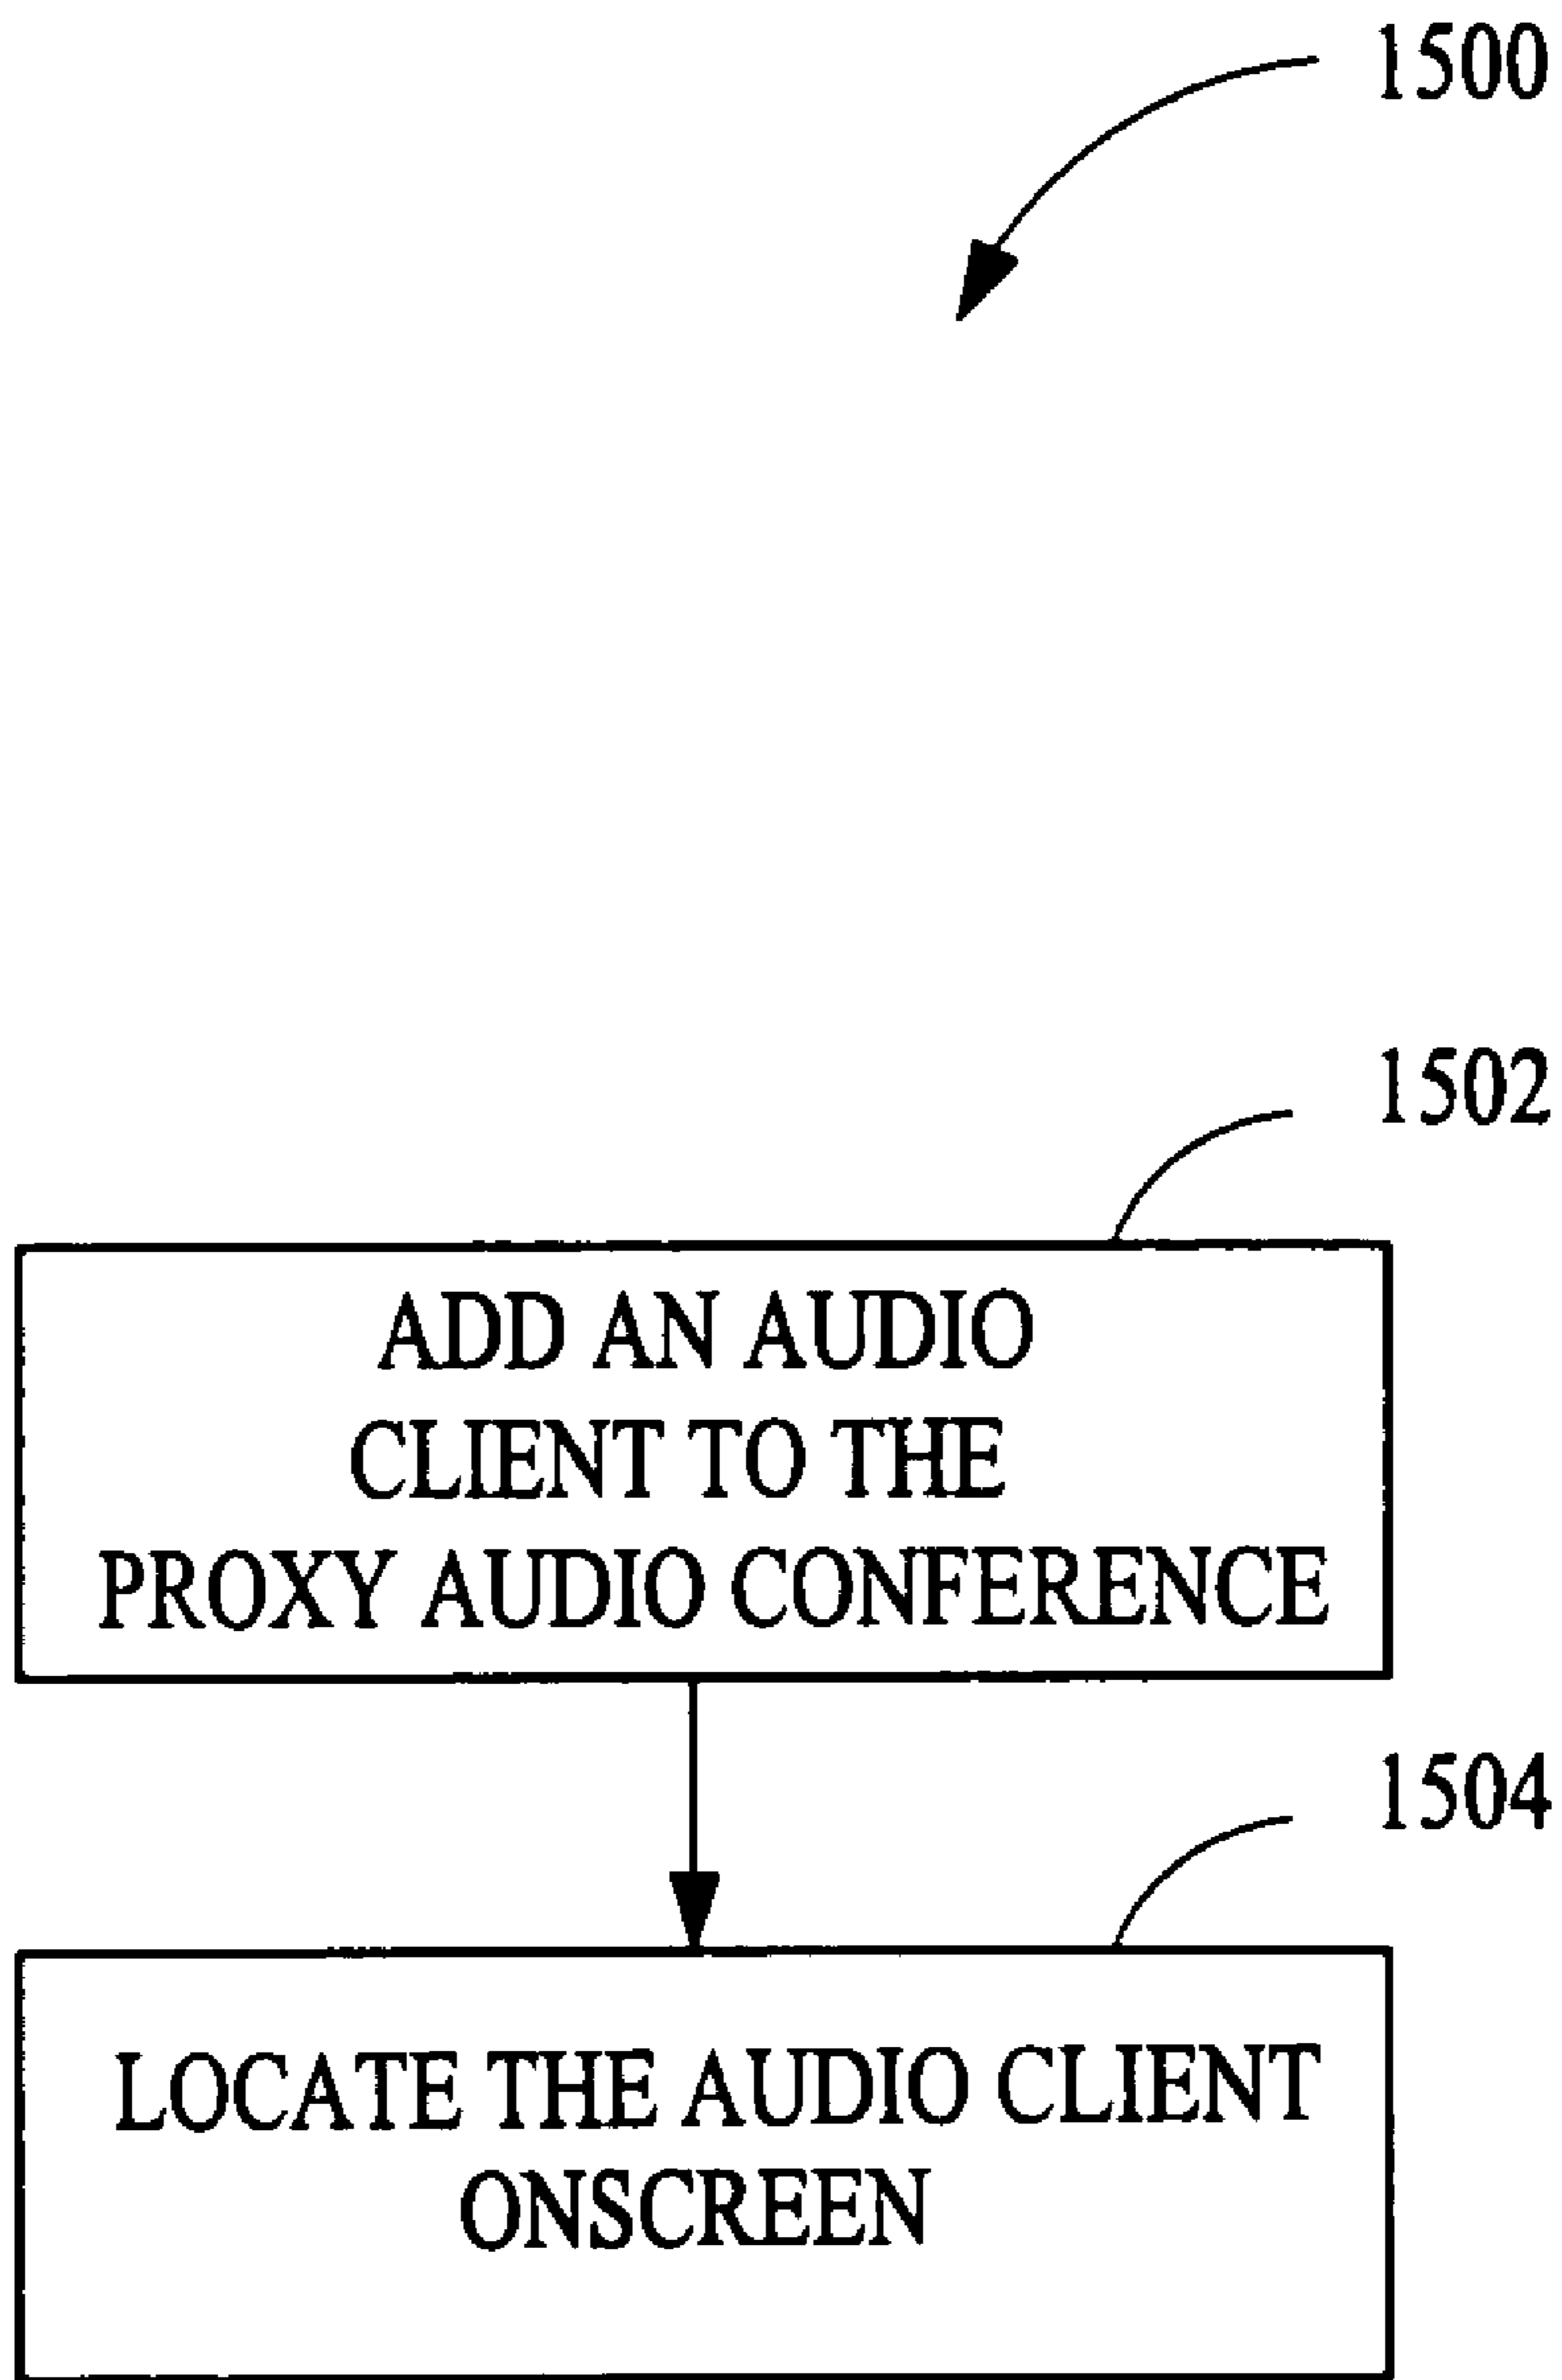 1500
1502
ADD AN AUDIO
CLIENT TO THE
PROXY AUDIO CONFERENCE
1504
LOCATE THE AUDIO CLIENT
ONSCREEN